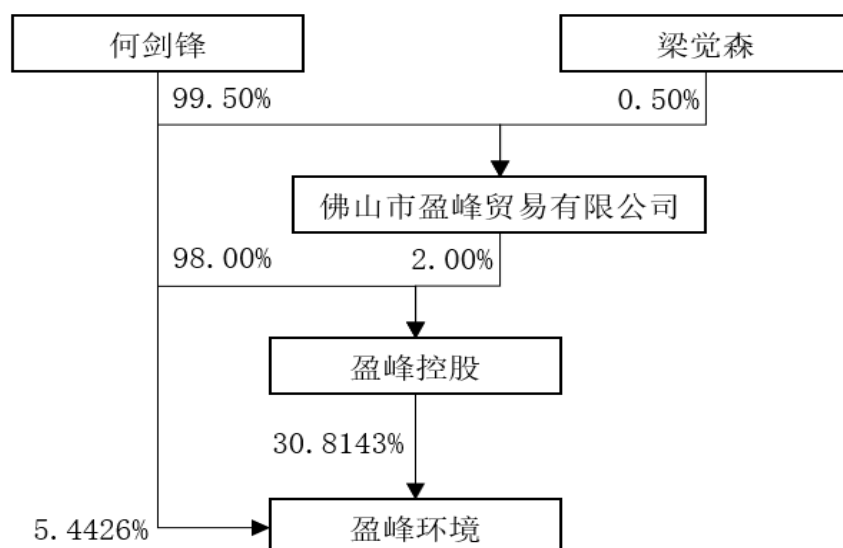 何剑锋
梁觉森
99.50%
0.50%
佛山市盈峰贸易有限公司
98.00%
2.00%
盈峰控股
30.8143%
5.4426%
盈峰环境